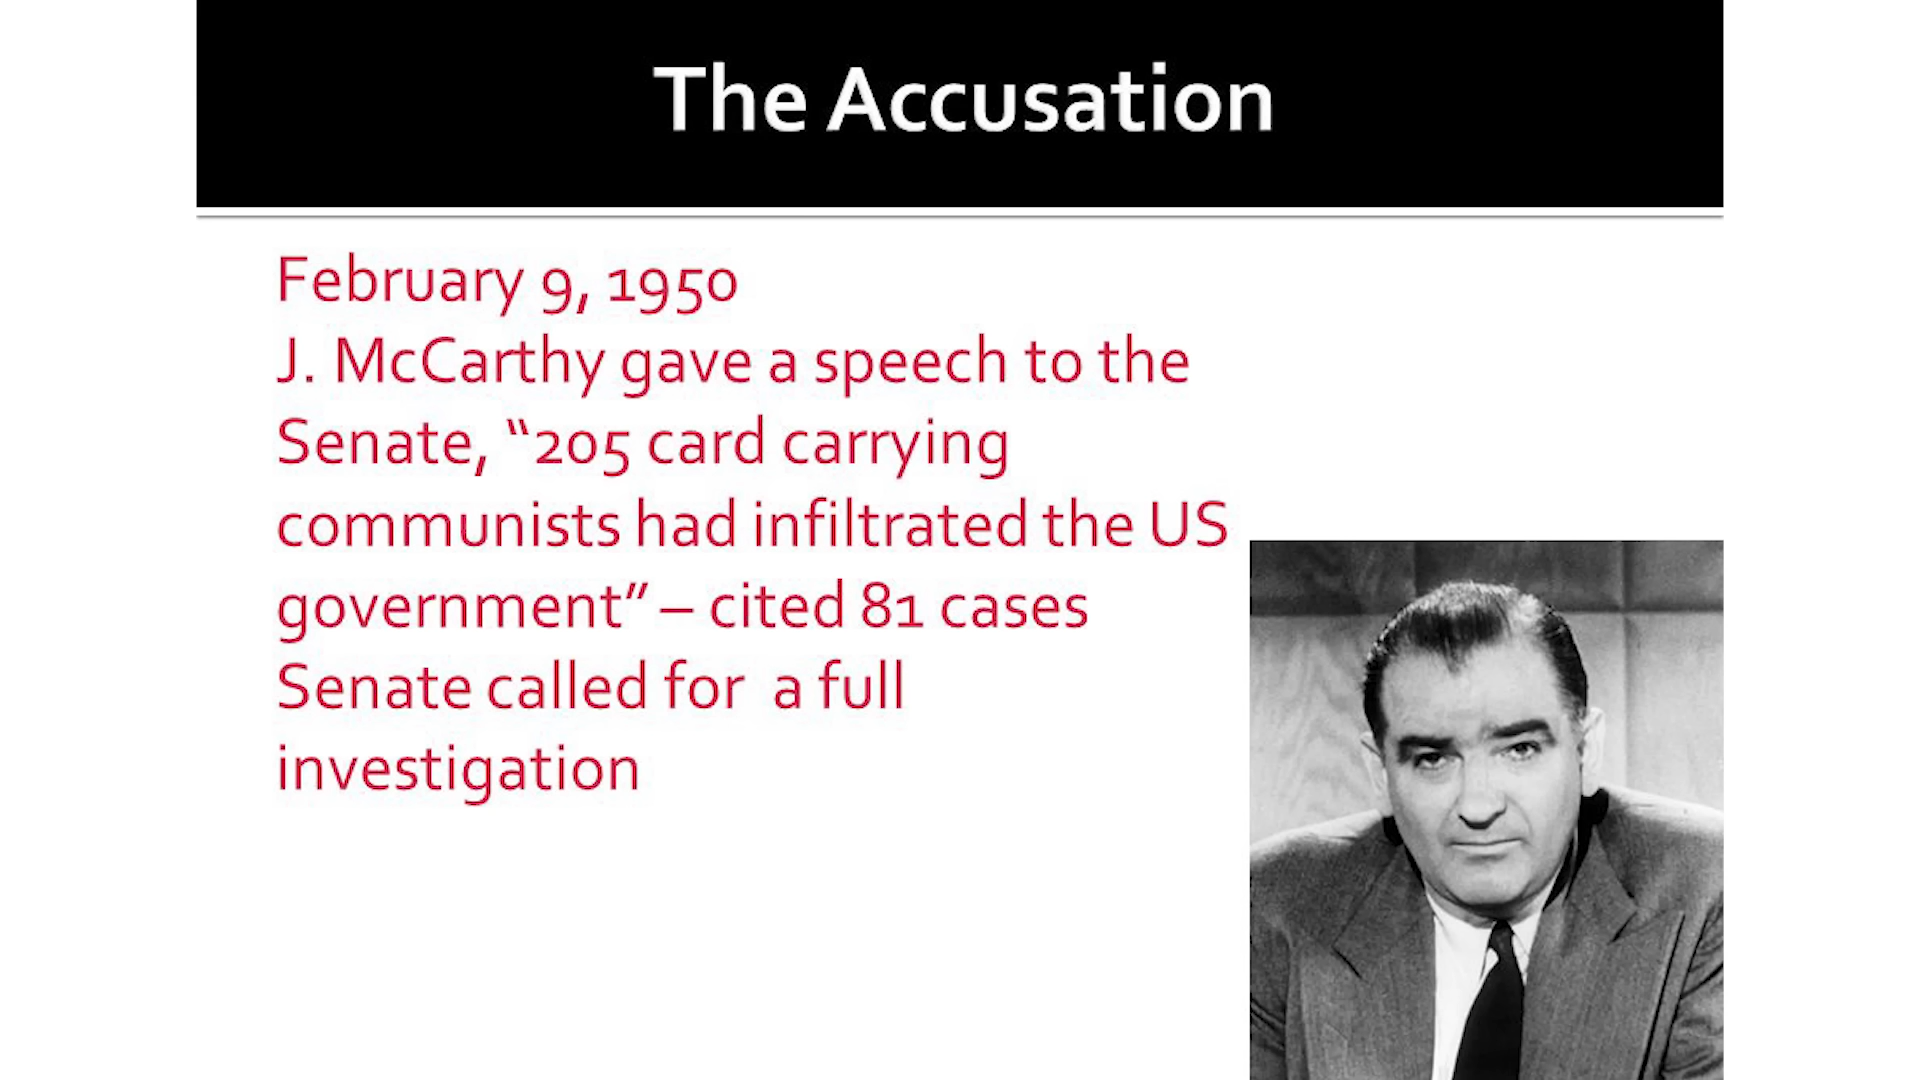 The Accusation
February 9, 1950
J. McCarthy gave a speech to the
Senate, “205 card carrying
communists had infiltrated the US
government” – cited 81 cases
Senate called for  a full
investigation